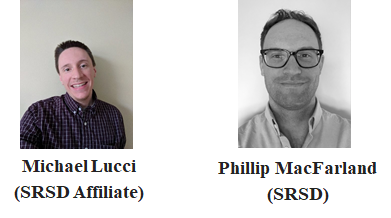 Michael Lucci
(SRSD Affiliate)
Phillip MacFarland
(SRSD)